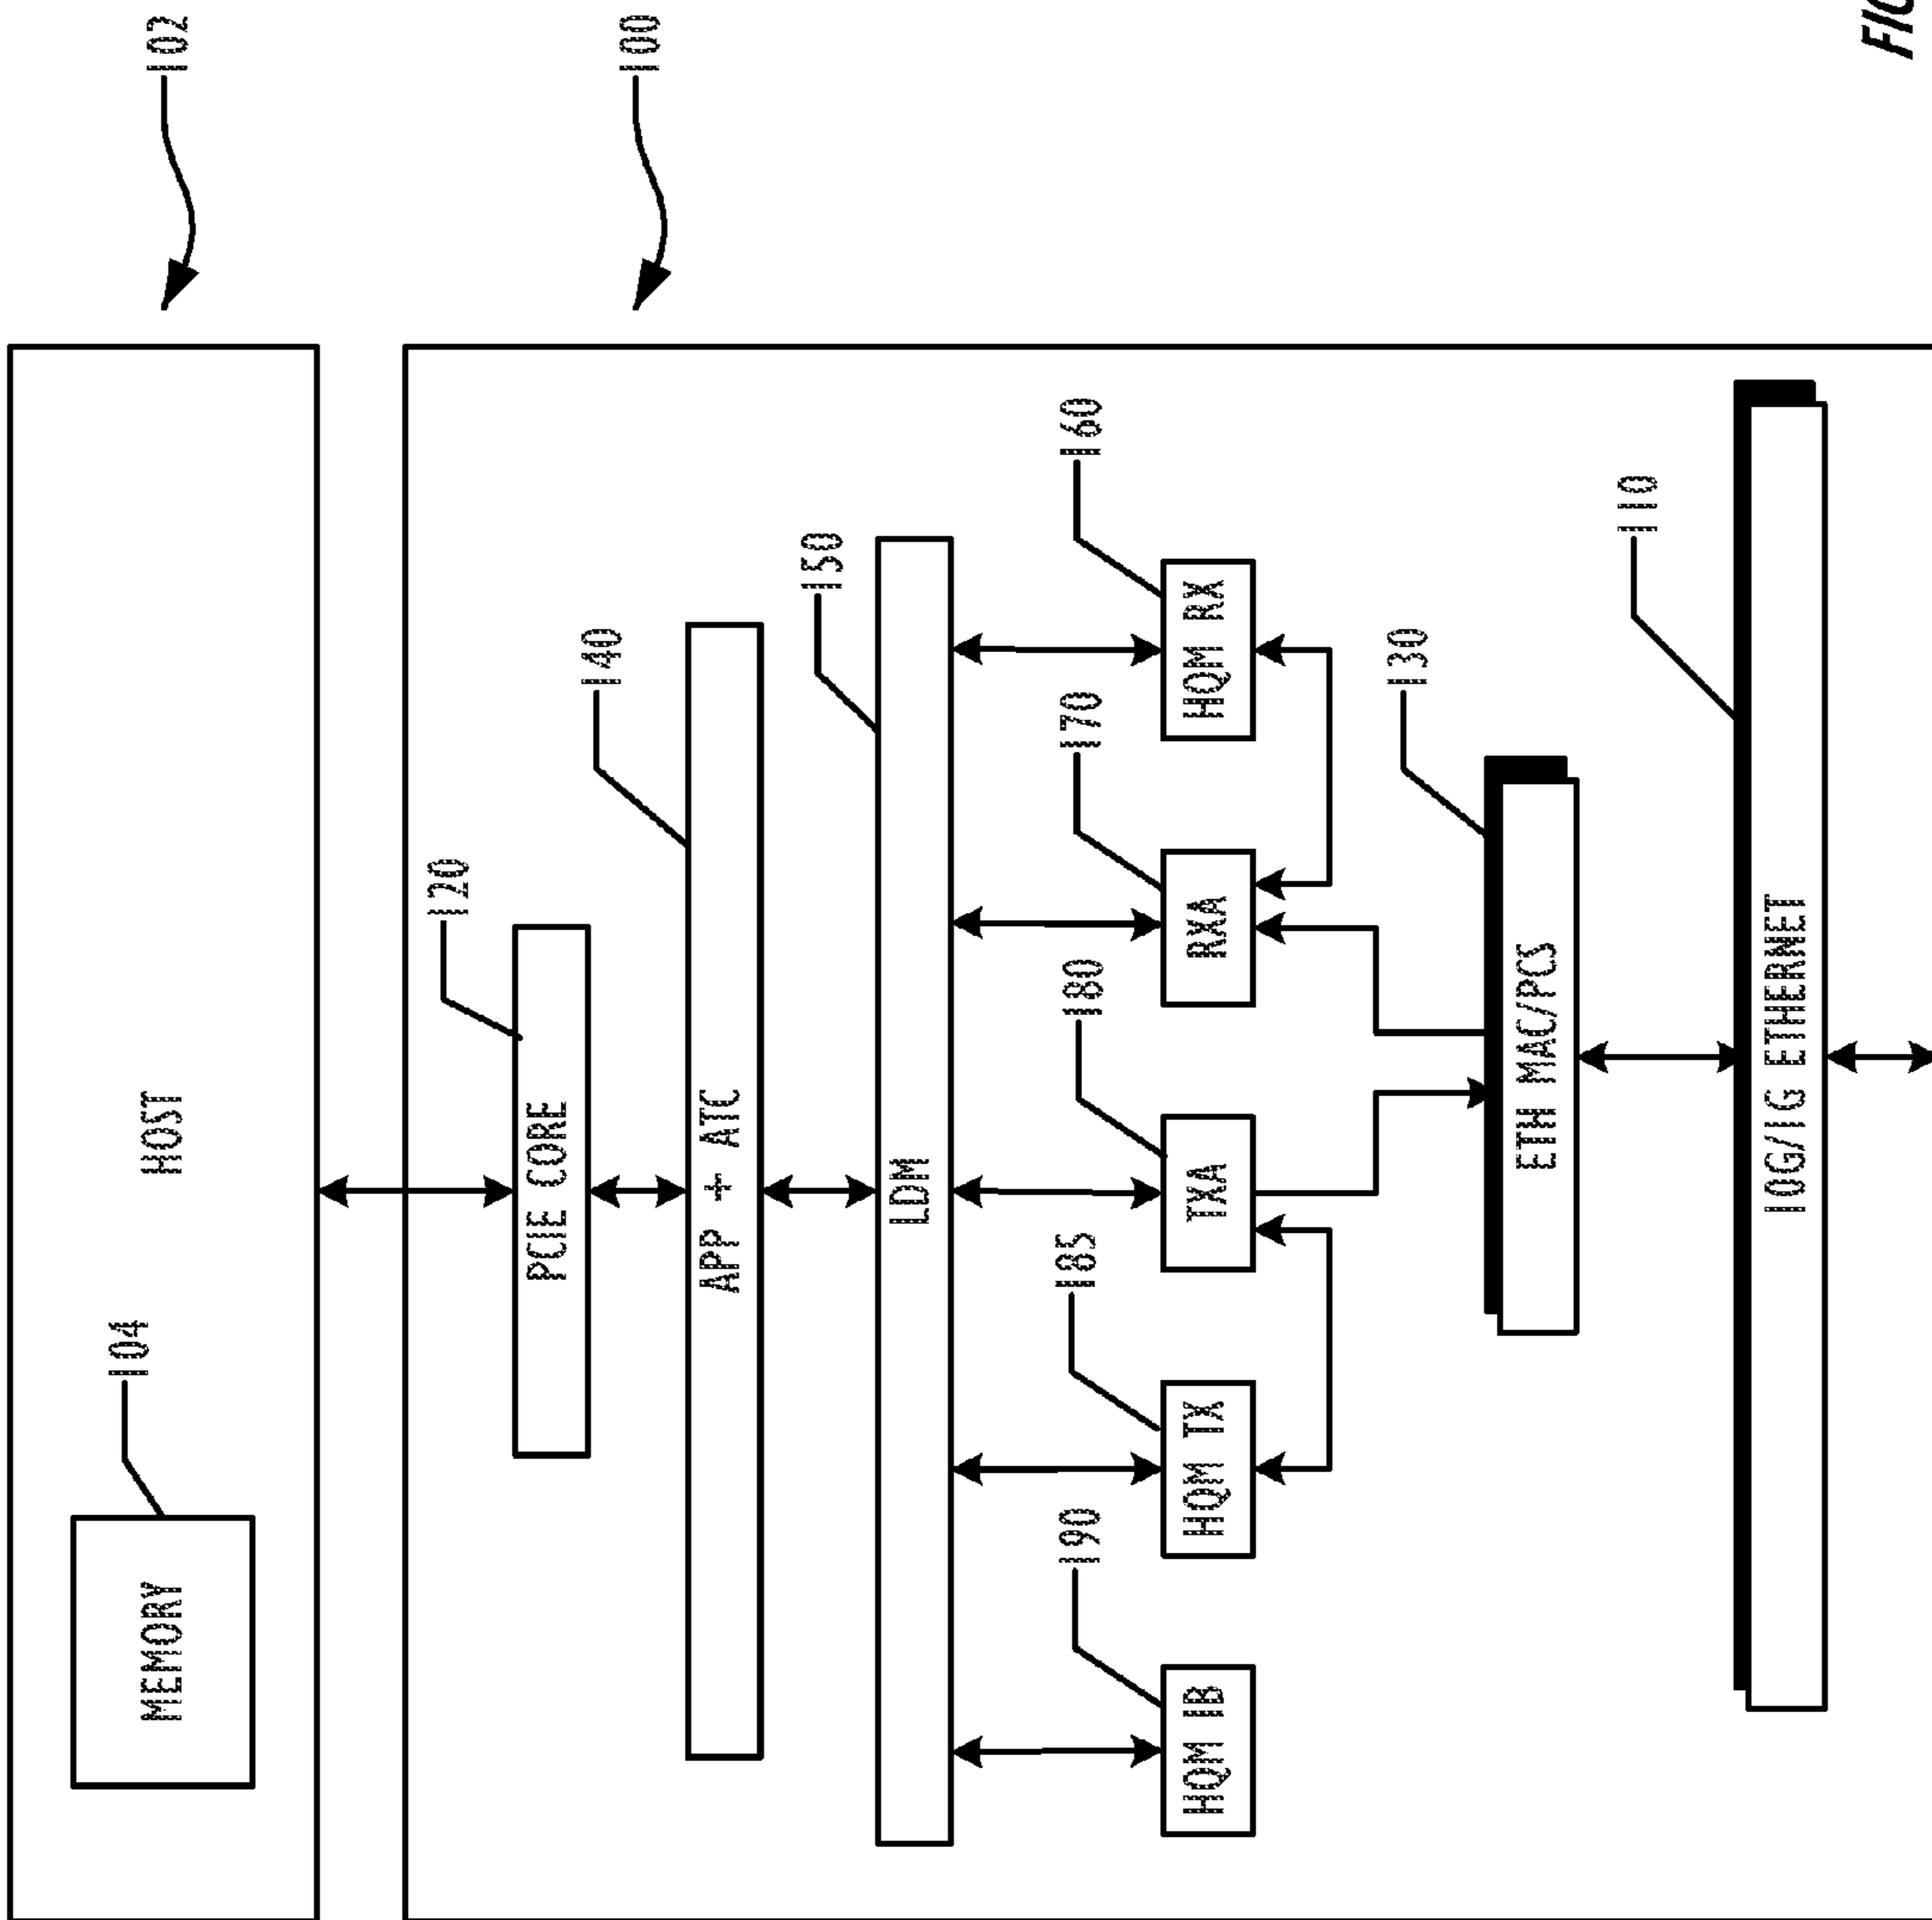 104
102
HOST
MEMORY
120
100
PCIE CORE
140
APP + ATC
150
LDM
190
185
180
170
160
HQM IB
HQM TX
TXA
RXA
HQM RX
130
ETH MAC/PCS
110
10G/1G ETHERNET
FIG